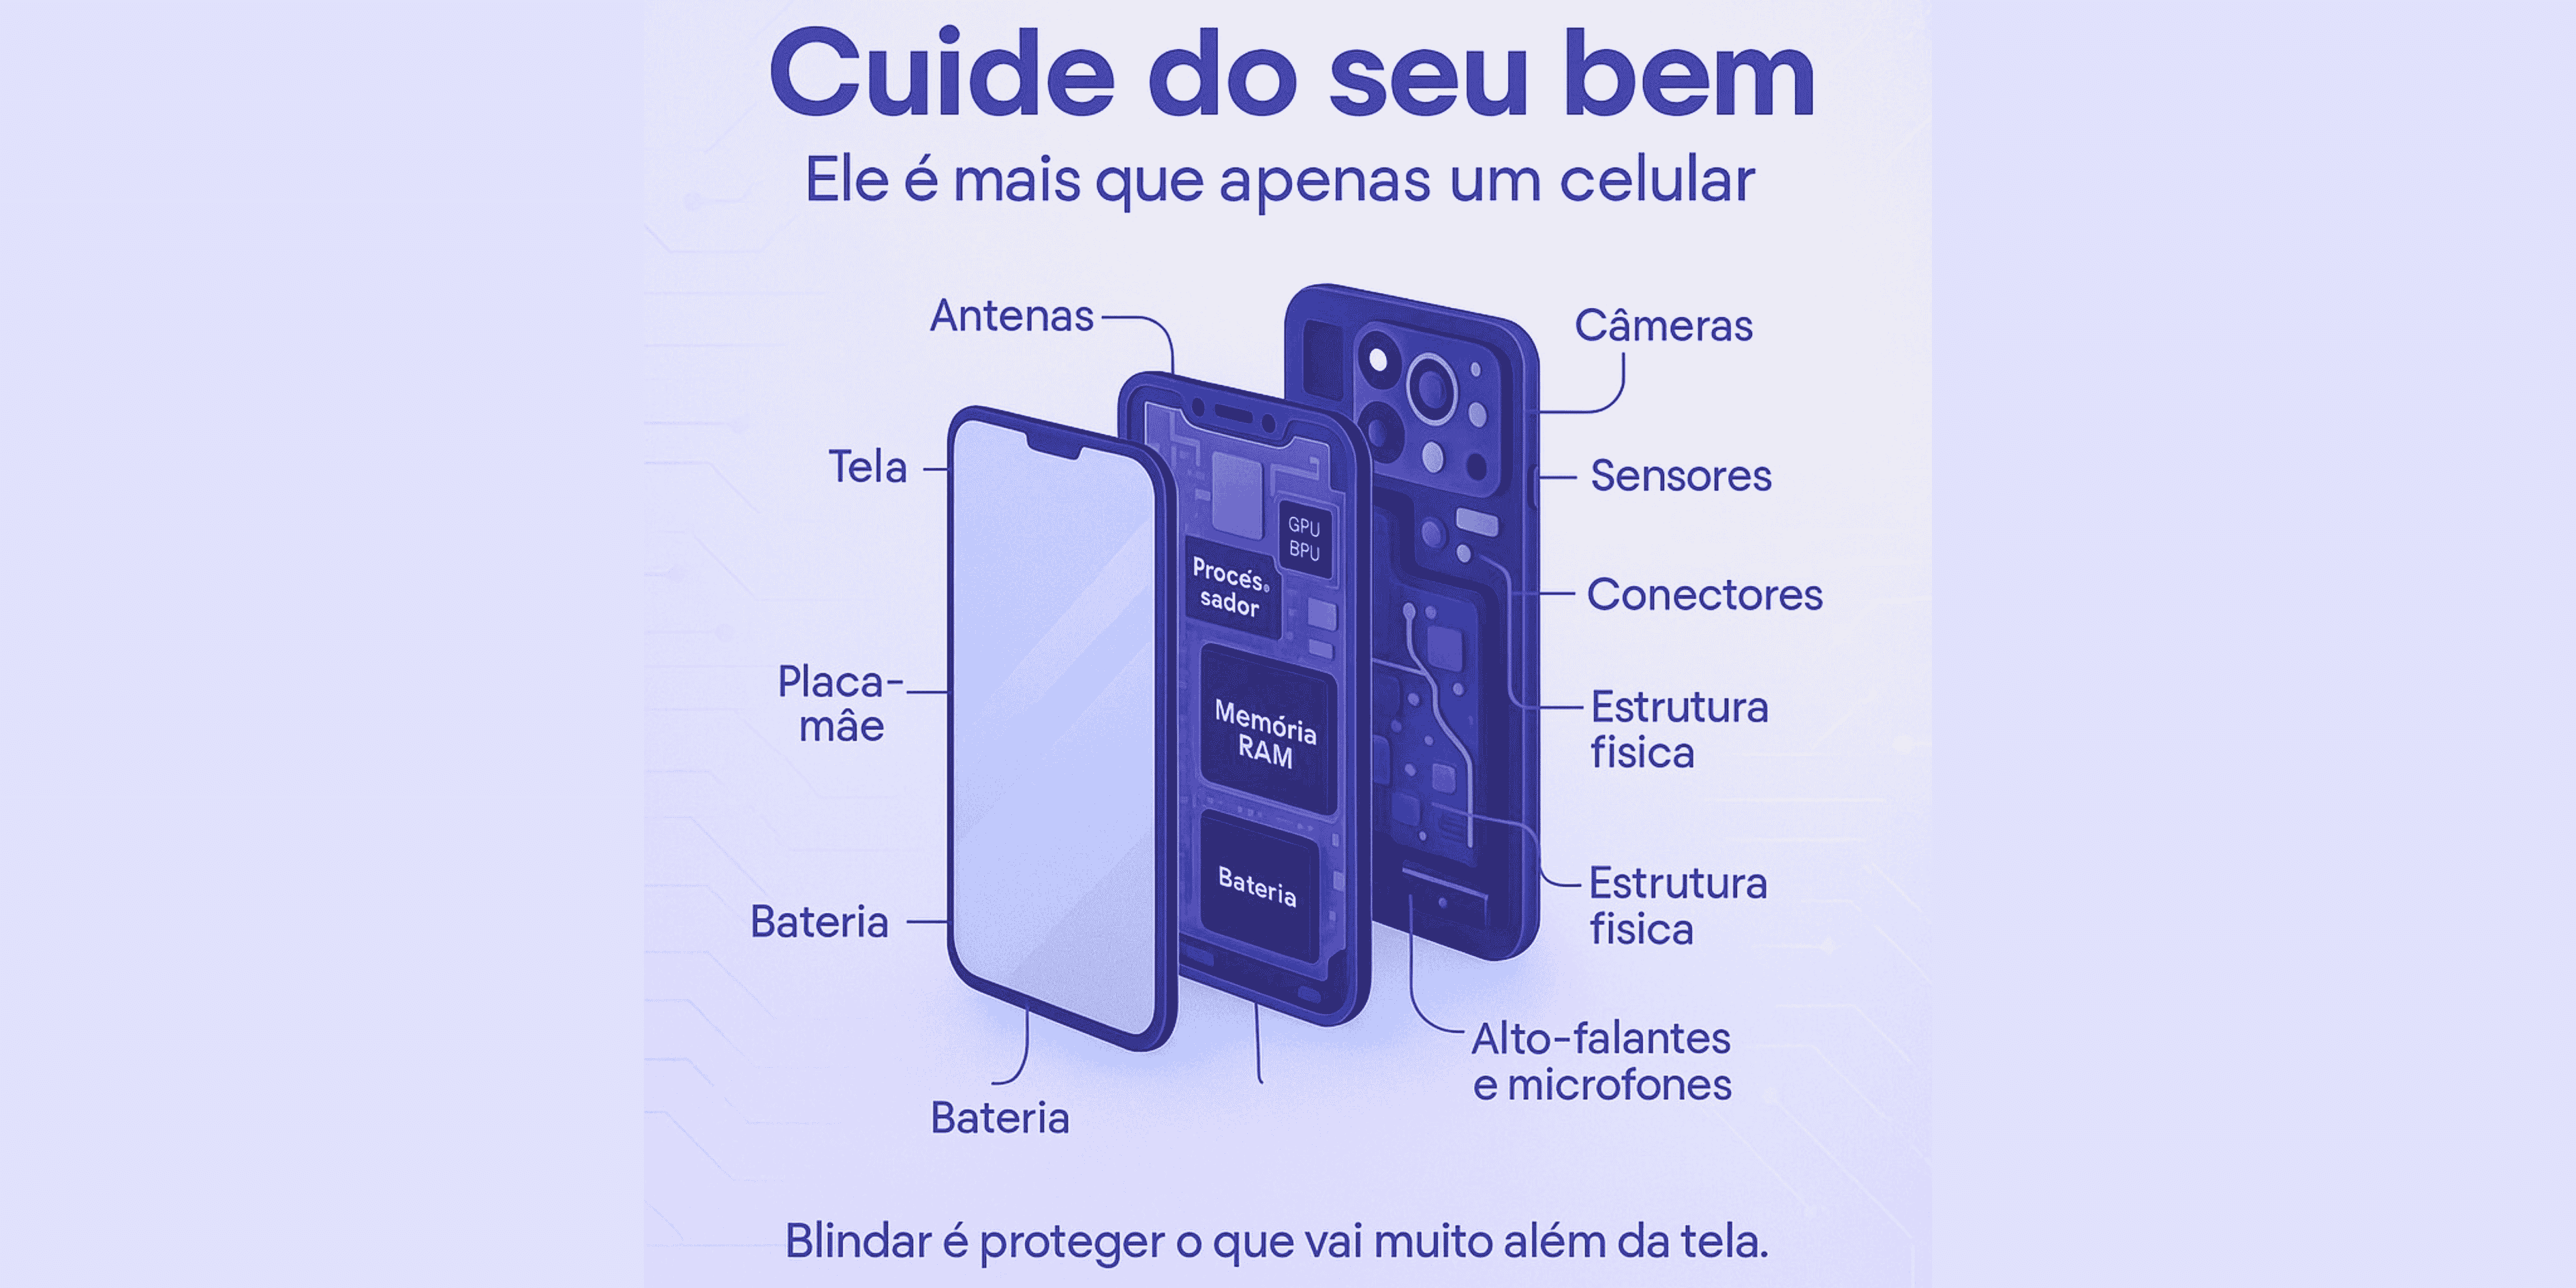 Cuide do seu bem
Ele é mais que apenas um celular
Antenas
Câmeras
Tela
Sensores
GPU
BPU
Procés.
sador
Conectores
Placa-
mâe
Memória
RAM
Estrutura
fisica
Bateria
Bateria
Estrutura
fisica
Alto-falantes
e microfones
Bateria
Blindar é proteger o que vai muito além da tela.